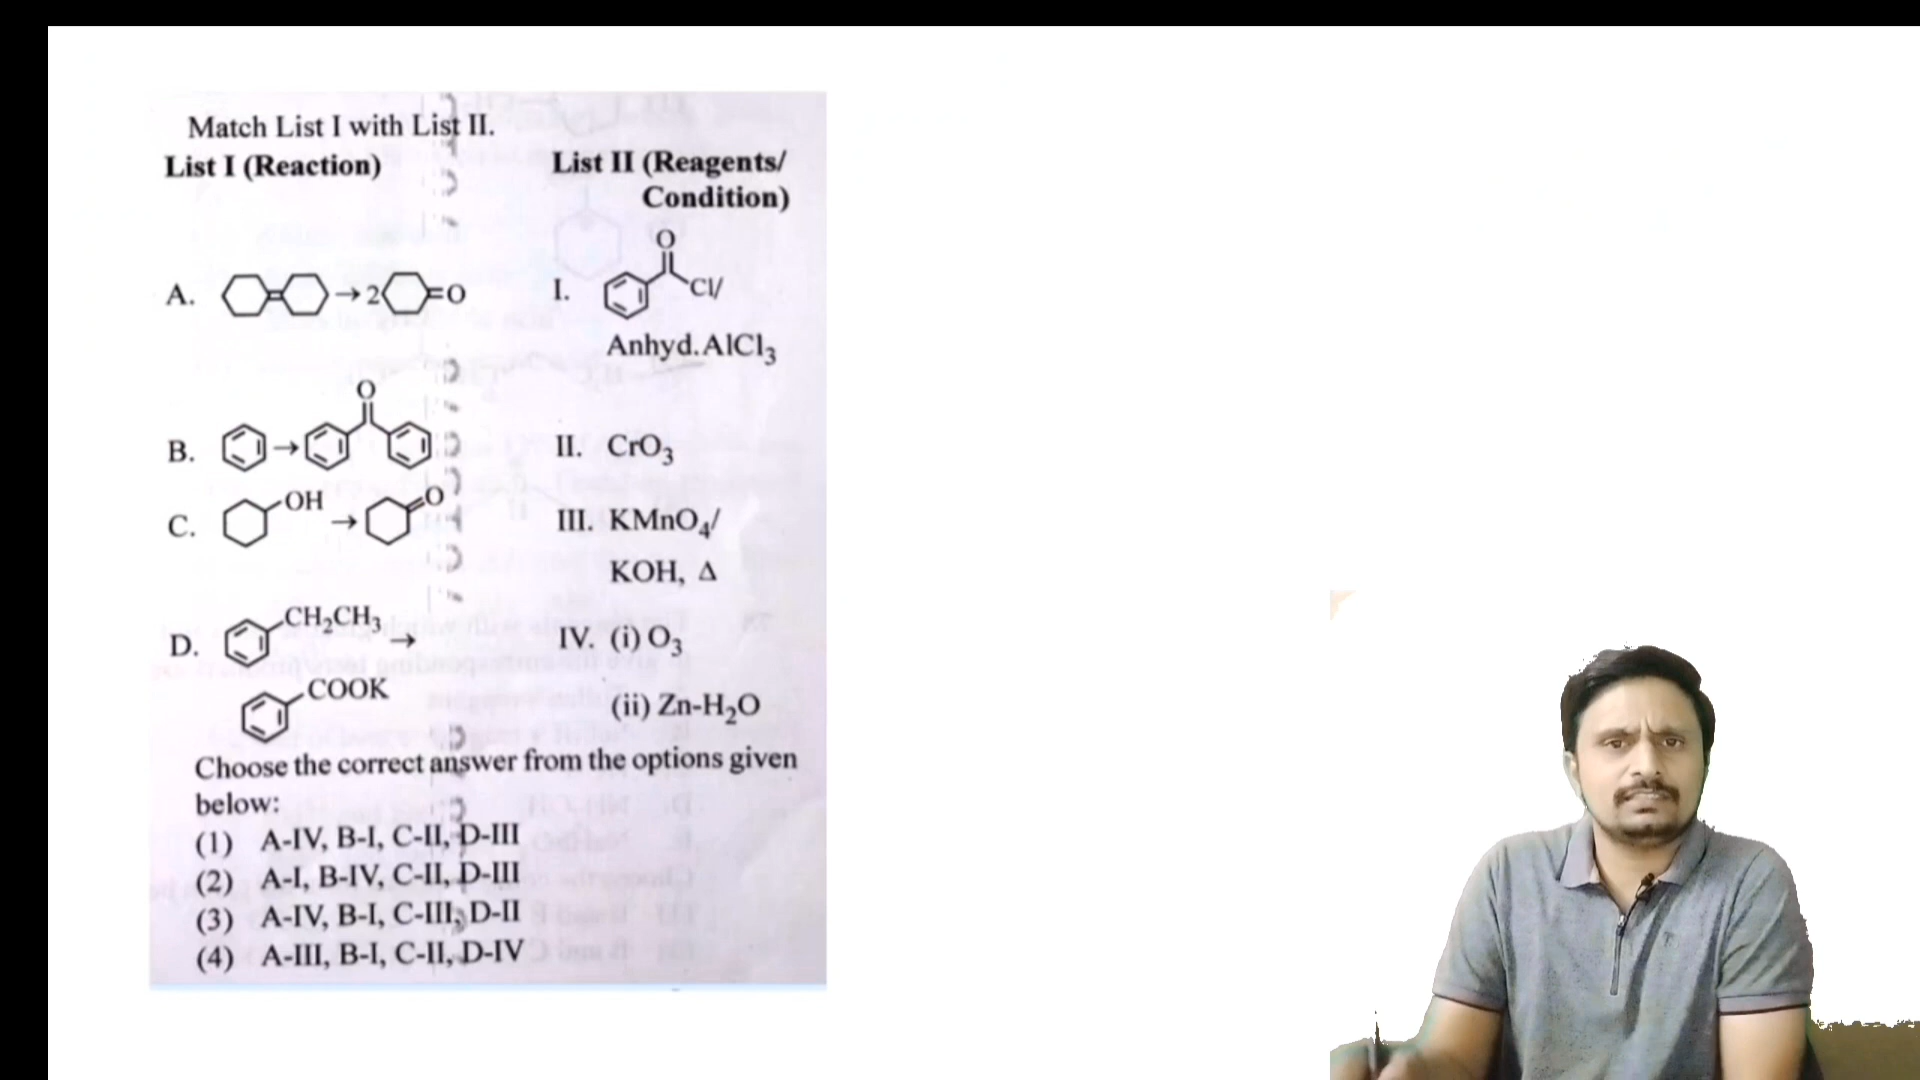 Match List I with List II.
List I (Reaction) List II (Reagents/
Condition)
A. → 2 =O I. O Cl/
Anhyd. AlCl₃
B. → O II. CrO₃
C. OH → O III. KMnO₄/
KOH, Δ
D. CH₂CH₃ → IV. (i) O₃
COOK (ii) Zn-H₂O
Choose the correct answer from the options given
below:
(1) A-IV, B-I, C-II, D-III
(2) A-I, B-IV, C-II, D-III
(3) A-IV, B-I, C-III, D-II
(4) A-III, B-I, C-II, D-IV